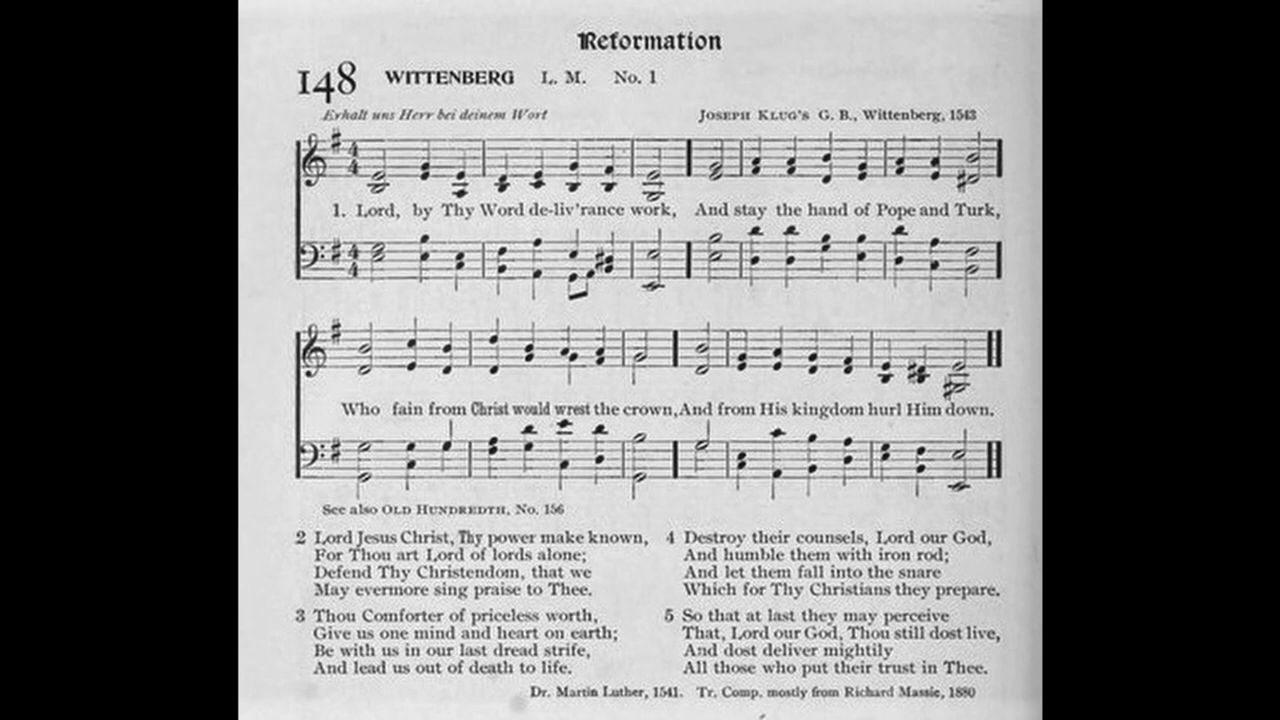 Reformation
148 WITTENBERG L. M. No. 1
Erhalt uns Herr bei deinem Wort JOSEPH KLUG'S G. B., Wittenberg, 1543
1. Lord, by Thy Word de-liv'rance work, And stay the hand of Pope and Turk,
Who fain from Christ would wrest the crown, And from His kingdom hurl Him down.
See also OLD HUNDREDTH, No. 156
2 Lord Jesus Christ, Thy power make known,
For Thou art Lord of lords alone;
Defend Thy Christendom, that we
May evermore sing praise to Thee.
3 Thou Comforter of priceless worth,
Give us one mind and heart on earth;
Be with us in our last dread strife,
And lead us out of death to life.
4 Destroy their counsels, Lord our God,
And humble them with iron rod;
And let them fall into the snare
Which for Thy Christians they prepare.
5 So that at last they may perceive
That, Lord our God, Thou still dost live,
And dost deliver mightily
All those who put their trust in Thee.
Dr. Martin Luther, 1541. Tr. Comp. mostly from Richard Massie, 1880